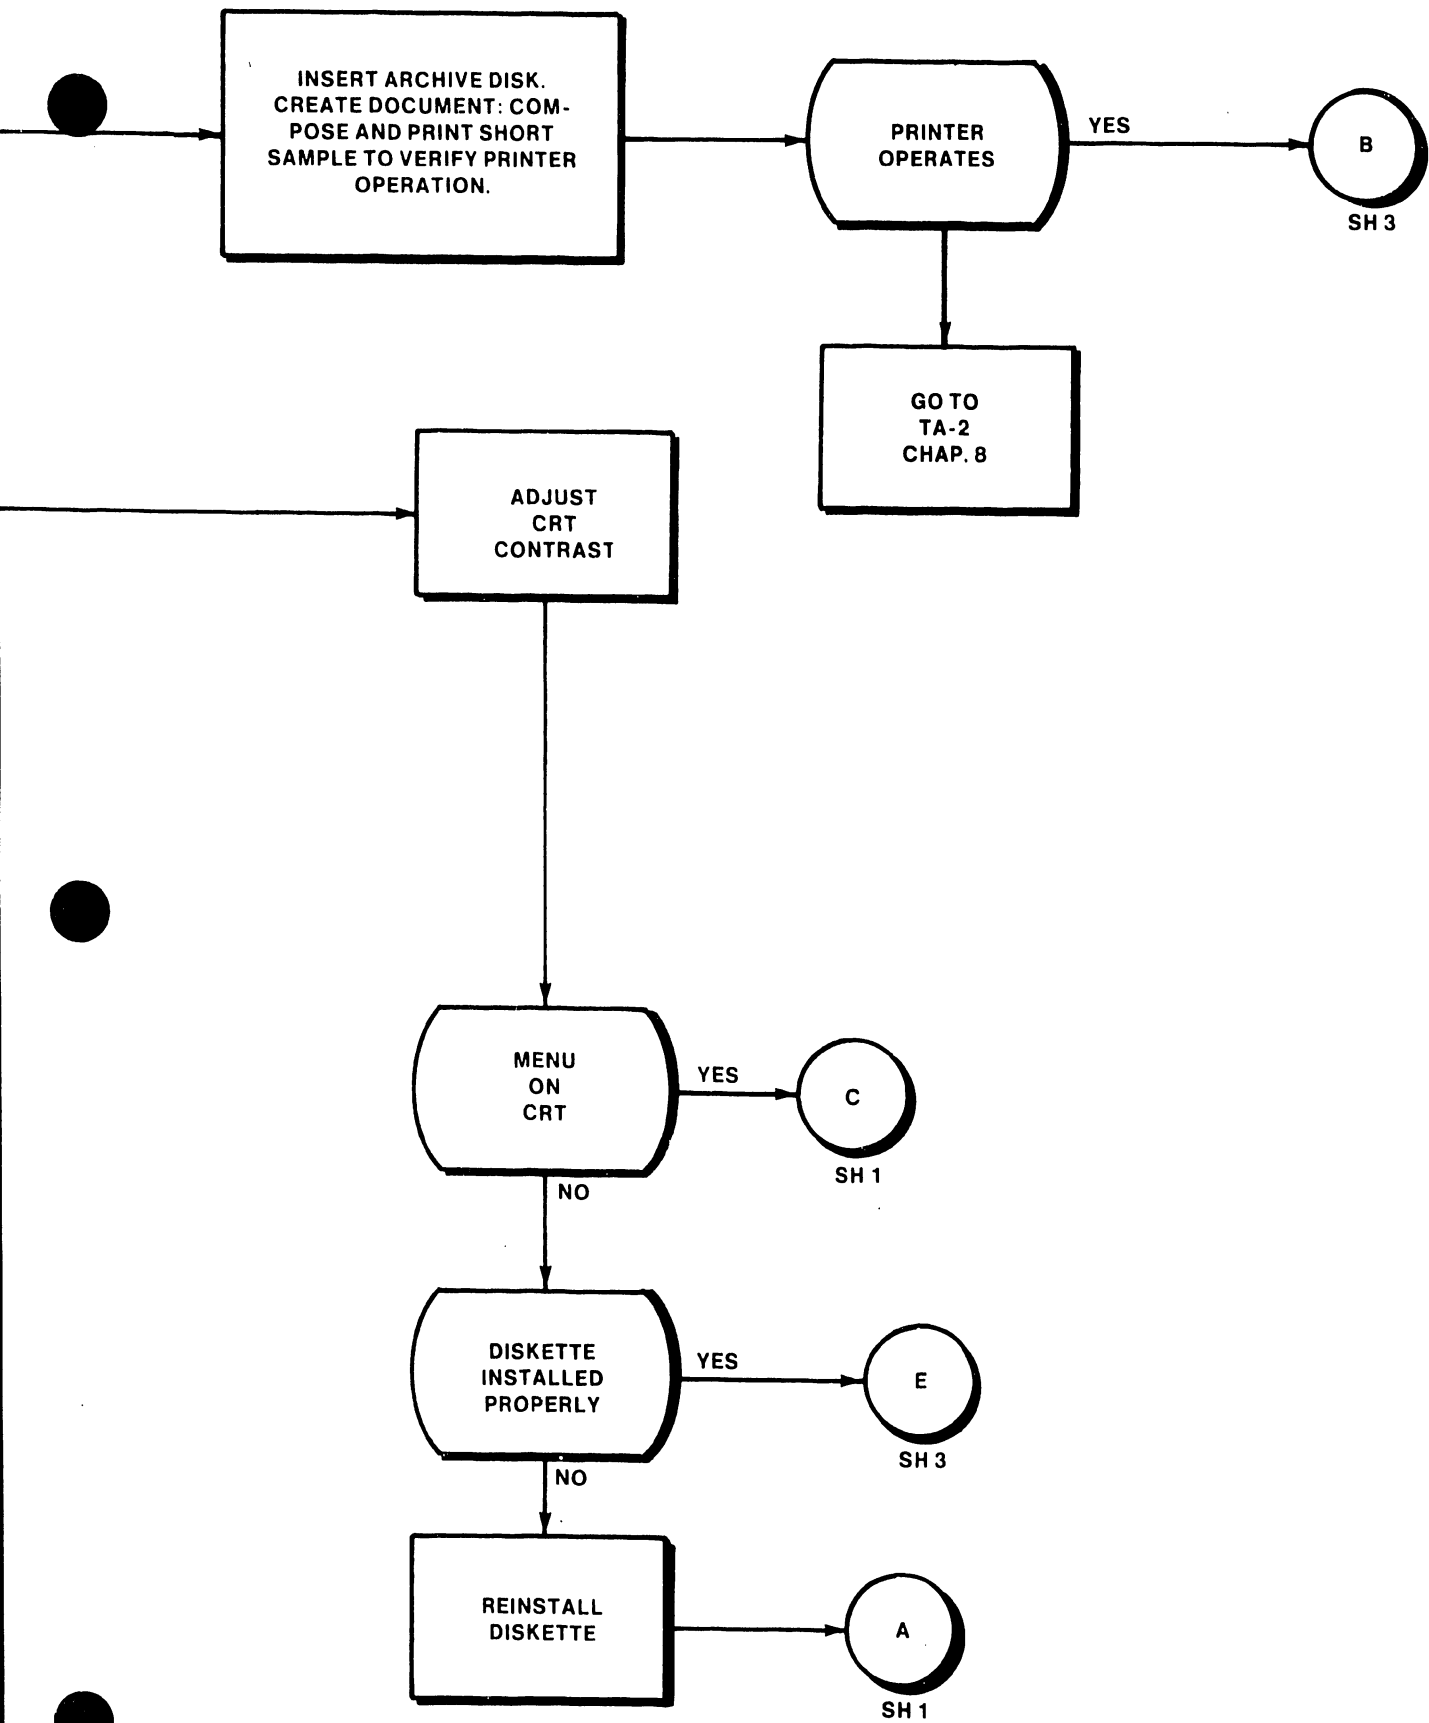 INSERT ARCHIVE DISK.
CREATE DOCUMENT: COM-
POSE AND PRINT SHORT
SAMPLE TO VERIFY PRINTER
OPERATION.
PRINTER
OPERATES
YES
B
SH 3
GO TO
TA-2
CHAP. 8
ADJUST
CRT
CONTRAST
MENU
ON
CRT
YES
C
SH 1
NO
DISKETTE
INSTALLED
PROPERLY
YES
E
SH 3
NO
REINSTALL
DISKETTE
A
SH 1